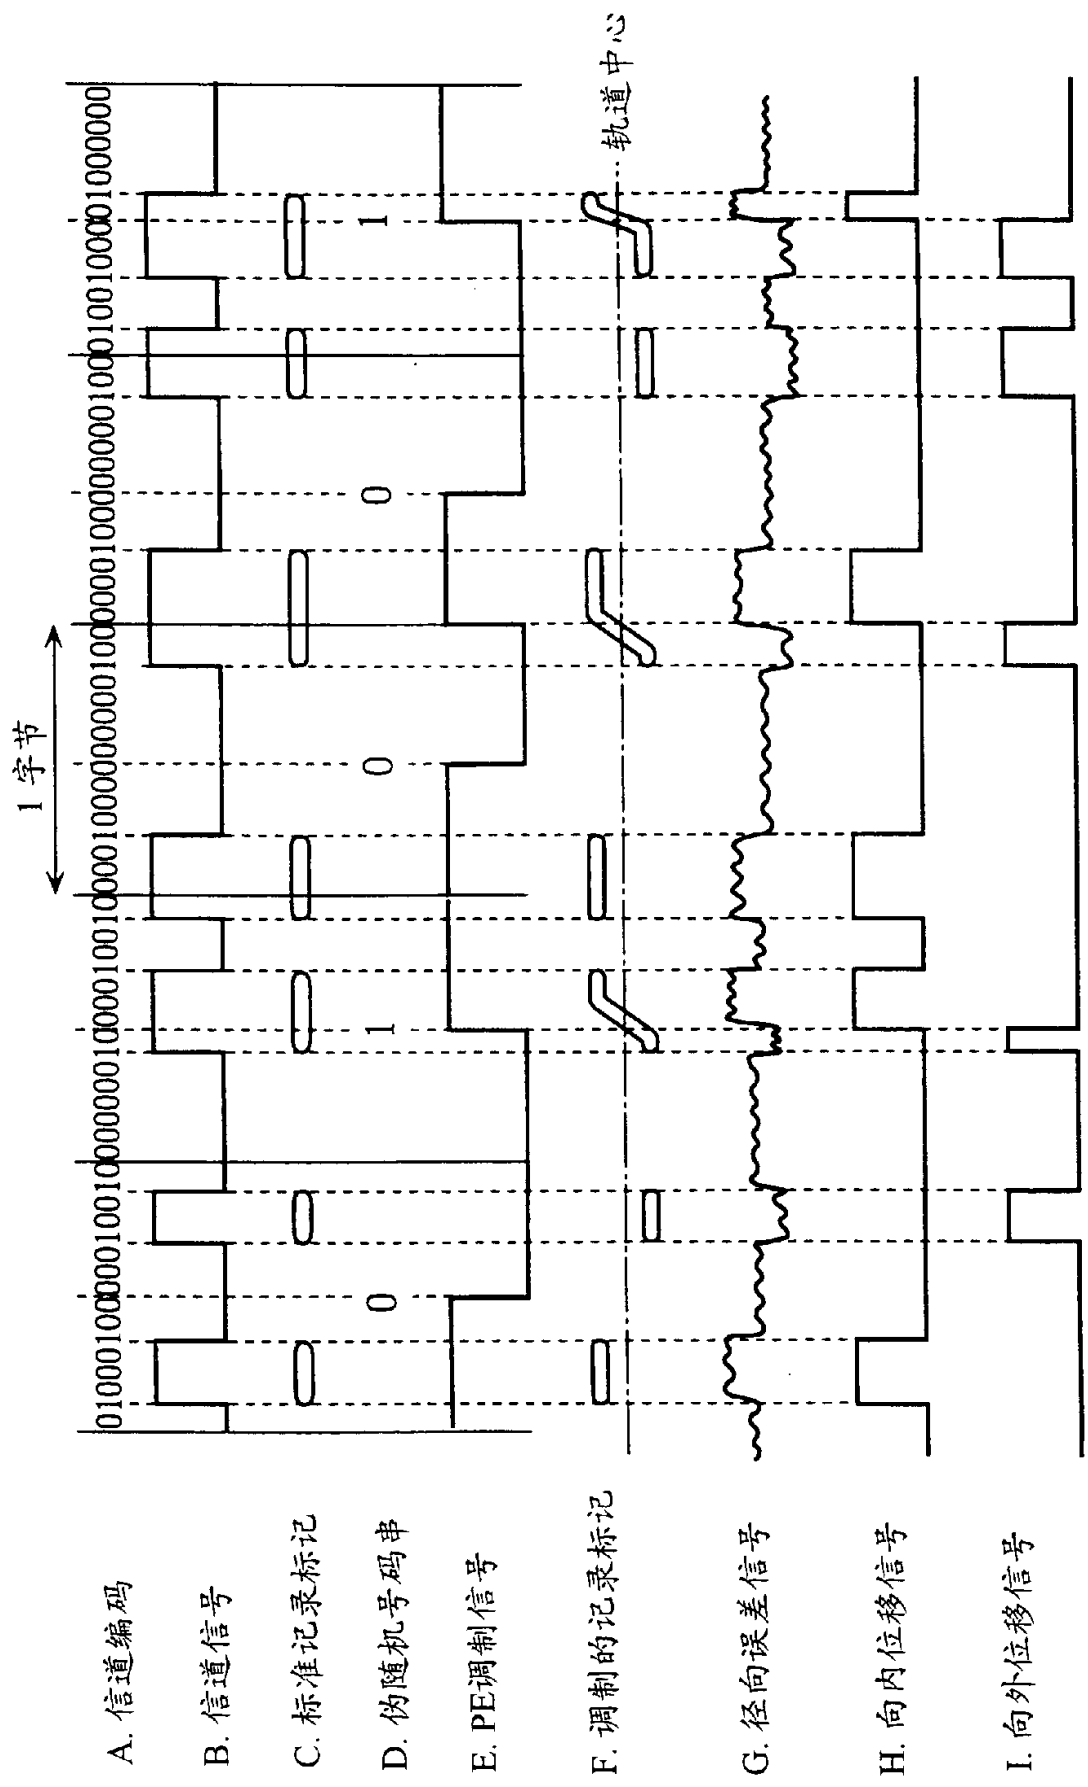 1 字节
A. 信道编码 01000100000100100000001000010010000100000000010000001000000001000100100001000000
B. 信道信号
C. 标准记录标记
D. 伪随机号码串 0 1 0 0 1
E. PE调制信号
F. 调制的记录标记 轨道中心
G. 径向误差信号
H. 向内位移信号
I. 向外位移信号